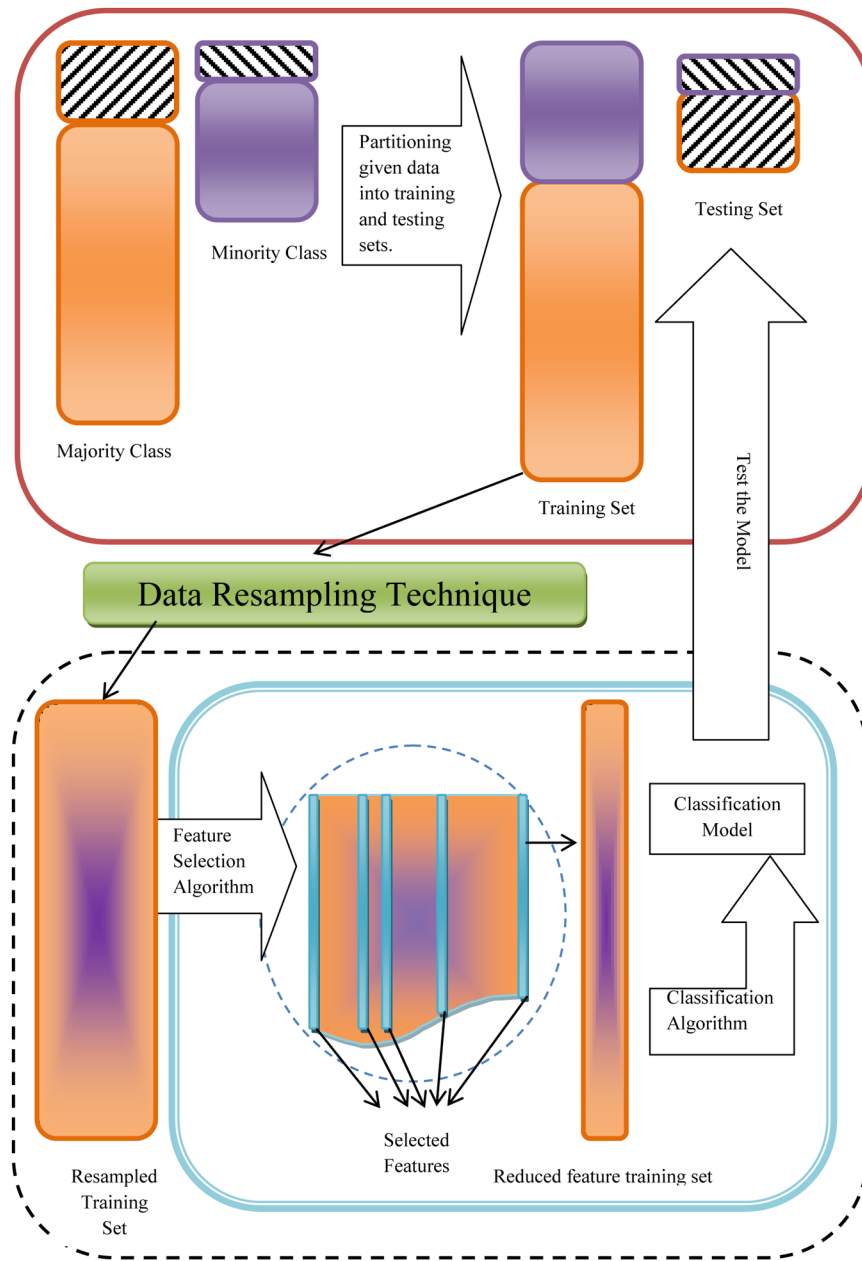 Partitioning
given data
into training
and testing
sets.
Testing Set
Minority Class
Majority Class
Training Set
Test the Model
Data Resampling Technique
Feature
Selection
Algorithm
Classification
Model
Classification
Algorithm
Selected
Features
Reduced feature training set
Resampled
Training
Set